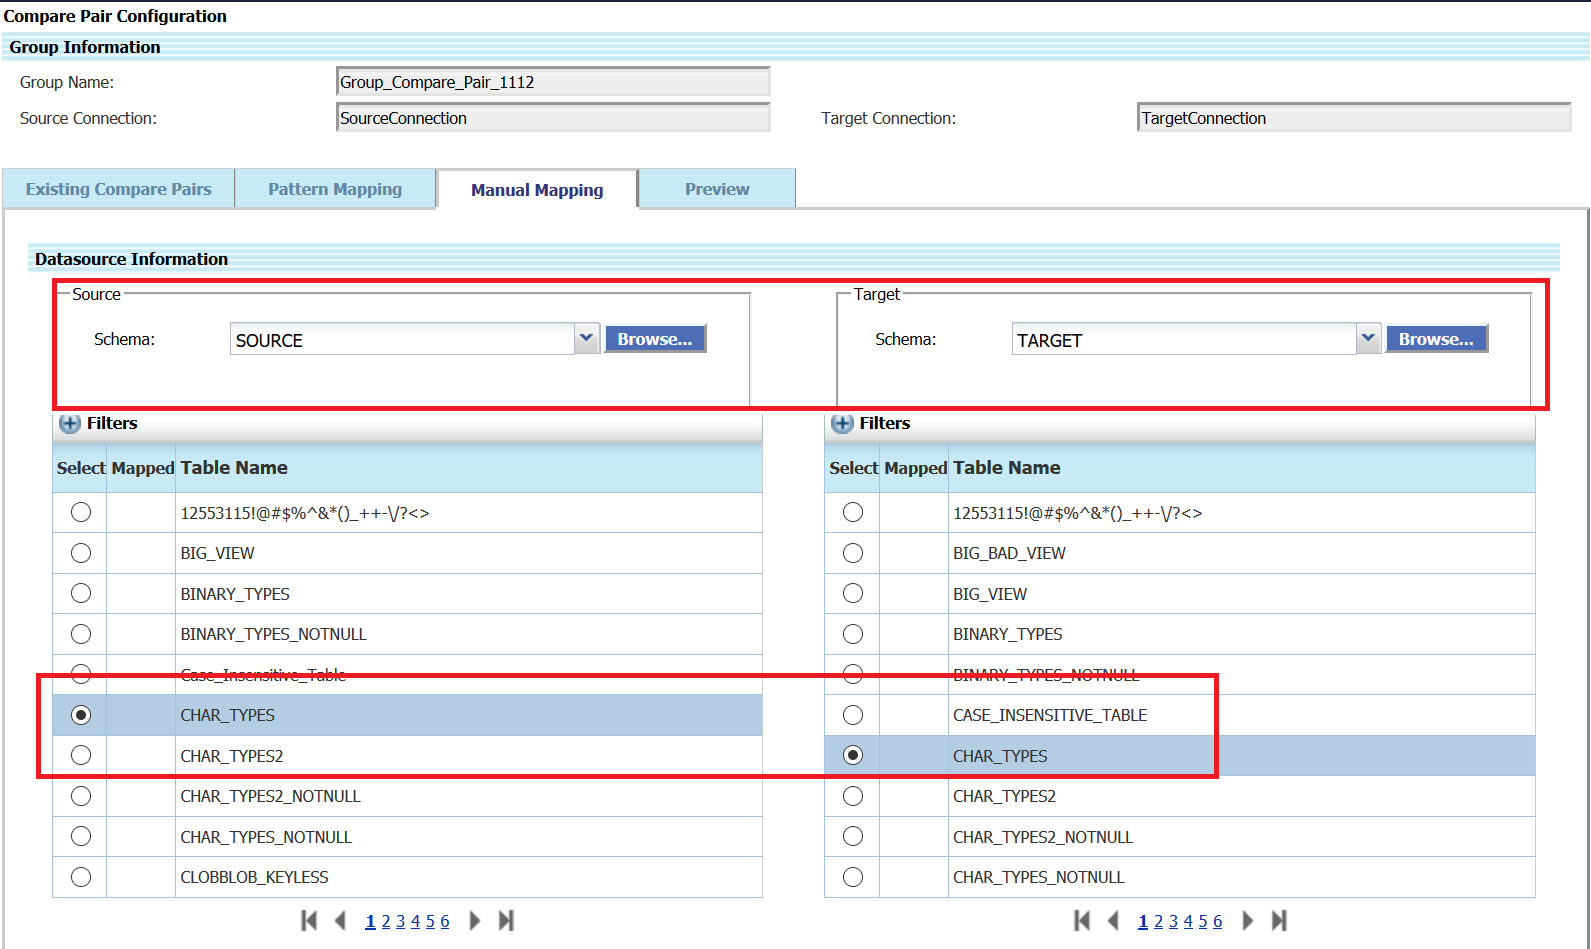 Compare Pair Configuration
Group Information
Group Name: Group_Compare_Pair_1112
Source Connection: SourceConnection Target Connection: TargetConnection
Existing Compare Pairs Pattern Mapping Manual Mapping Preview
Datasource Information
Source Target
Schema: SOURCE Browse... Schema: TARGET Browse...
Filters Filters
Select Mapped Table Name Select Mapped Table Name
12553115!@#$%^&*()_++-\/?<> 12553115!@#$%^&*()_++-\/?<>
BIG_VIEW BIG_BAD_VIEW
BINARY_TYPES BIG_VIEW
BINARY_TYPES_NOTNULL BINARY_TYPES
Case_Insensitive_Table BINARY_TYPES_NOTNULL
CHAR_TYPES CASE_INSENSITIVE_TABLE
CHAR_TYPES2 CHAR_TYPES
CHAR_TYPES2_NOTNULL CHAR_TYPES2
CHAR_TYPES_NOTNULL CHAR_TYPES2_NOTNULL
CLOBBLOB_KEYLESS CHAR_TYPES_NOTNULL
1 2 3 4 5 6 1 2 3 4 5 6